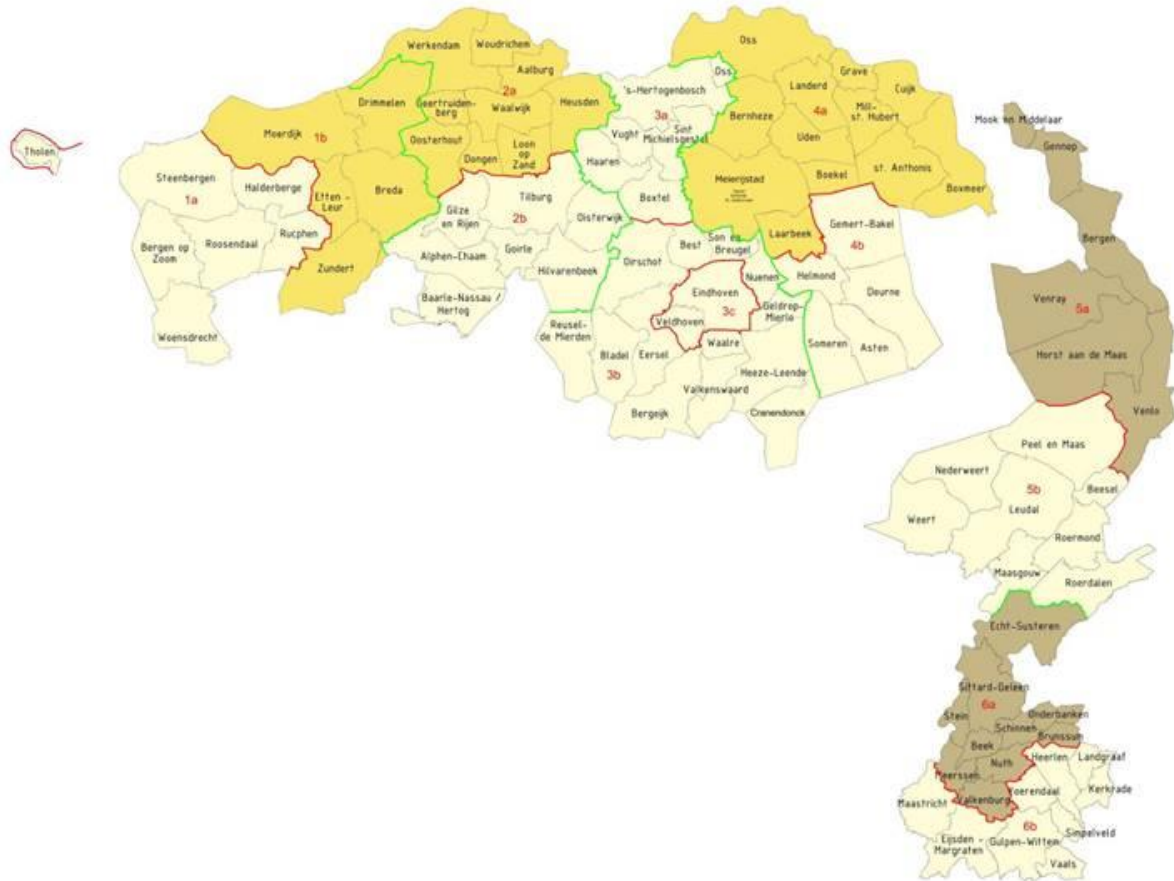 Tholen
Steenbergen
1a
Halderberge
Roosendaal
Rucphen
Bergen op
Zoom
Woensdrecht
Moerdijk
1b
Drimmelen
Etten -
Leur
Breda
Zundert
Werkendam
Woudrichem
2a
Aalburg
Geertruiden-
berg
Waalwijk
Heusden
Oosterhout
Dongen
Loon
op
Zand
Gilze
en Rijen
Tilburg
2b
Oisterwijk
Alphen-Chaam
Goirle
Hilvarenbeek
Baarle-Nassau /
Hertog
's-Hertogenbosch
Oss
3a
Vught
Sint
Michielsgestel
Haaren
Boxtel
Oirschot
Best
Son en
Breugel
Nuenen
Eindhoven
3c
Veldhoven
Geldrop-
Mierlo
Waalre
Reusel-
de Mierden
Bladel
3b
Eersel
Heeze-Leende
Valkenswaard
Bergeijk
Cranendonck
Oss
Landerd
Grave
Cuijk
4a
Bernheze
Mill-
st. Hubert
Uden
Meierijstad
Boekel
st. Anthonis
Boxmeer
Laarbeek
Gemert-Bakel
4b
Helmond
Deurne
Someren
Asten
Mook en Middelaar
Gennep
Bergen
Venray
5a
Horst aan de Maas
Venlo
Peel en Maas
Nederweert
5b
Beesel
Weert
Leudal
Roermond
Maasgouw
Roerdalen
Echt-Susteren
Sittard-Geleen
6a
Stein
Onderbanken
Schinnen
Brunssum
Beek
Nuth
Heerlen
Landgraaf
Meerssen
Voerendaal
Kerkrade
Valkenburg
Maastricht
6b
Simpelveld
Eijsden -
Margraten
Gulpen-Wittem
Vaals